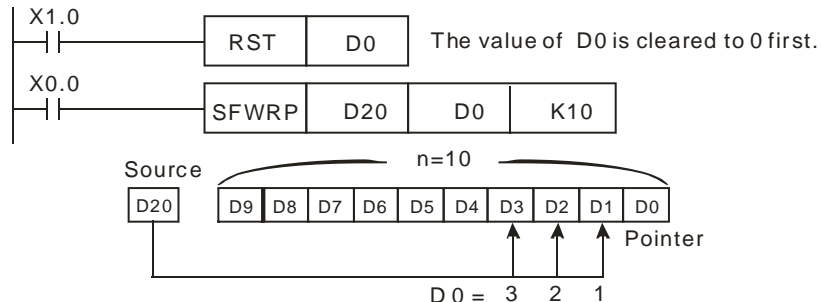 X1.0
RST D0 The value of D0 is cleared to 0 first.
X0.0
SFWRP D20 D0 K10
n=10
Source
D20 D9 D8 D7 D6 D5 D4 D3 D2 D1 D0
Pointer
D0 = 3 2 1